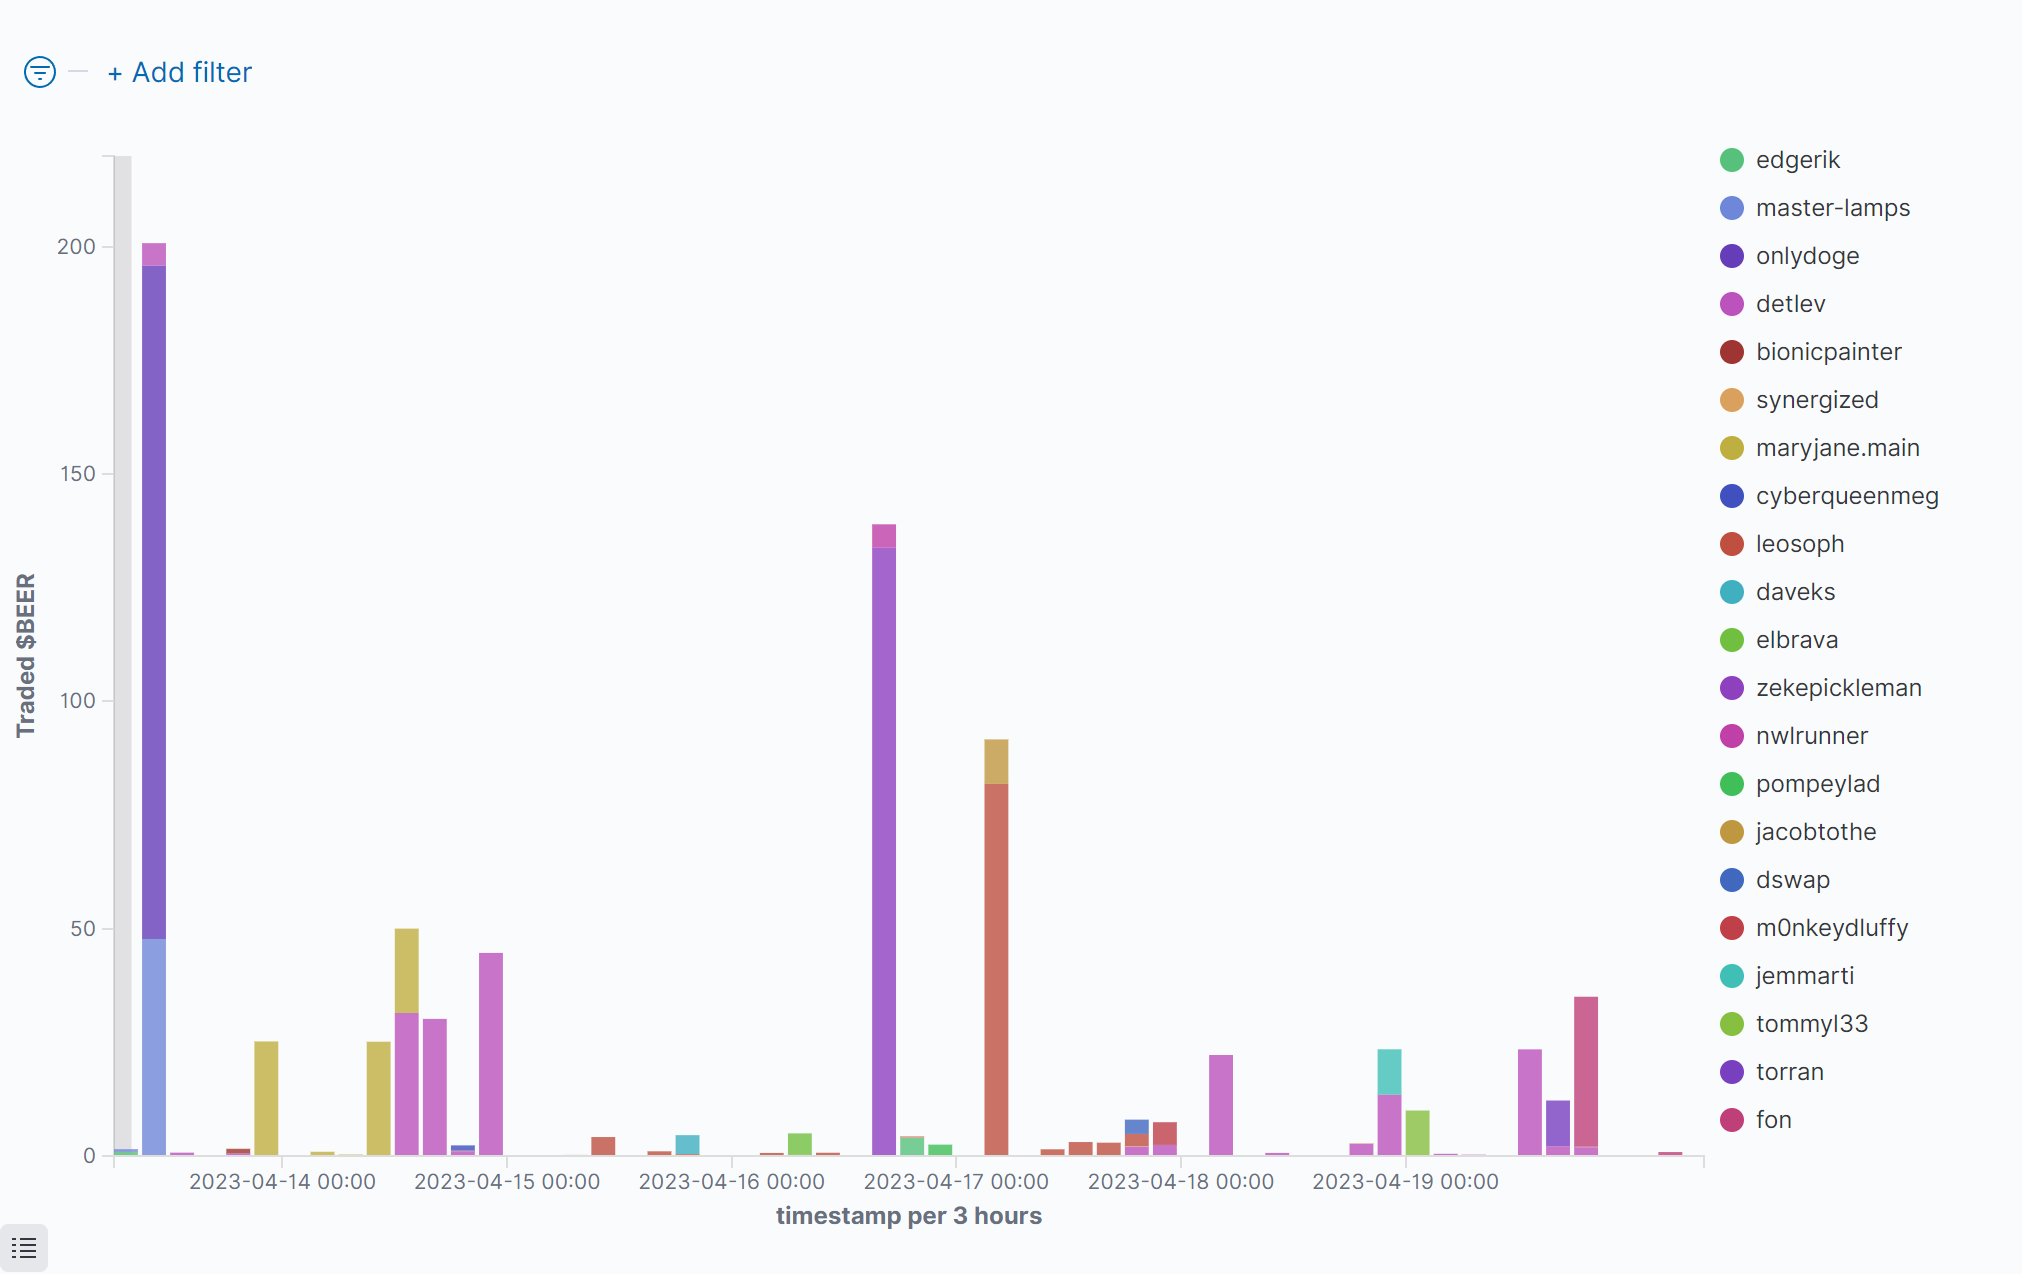 + Add filter
Traded $BEER
200
150
100
50
0
2023-04-14 00:00
2023-04-15 00:00
2023-04-16 00:00
2023-04-17 00:00
2023-04-18 00:00
2023-04-19 00:00
timestamp per 3 hours
edgerik
master-lamps
onlydoge
detlev
bionicpainter
synergized
maryjane.main
cyberqueenmeg
leosoph
daveks
elbrava
zekepickleman
nwlrunner
pompeylad
jacobtothe
dswap
m0nkeydluffy
jemmarti
tommyl33
torran
fon